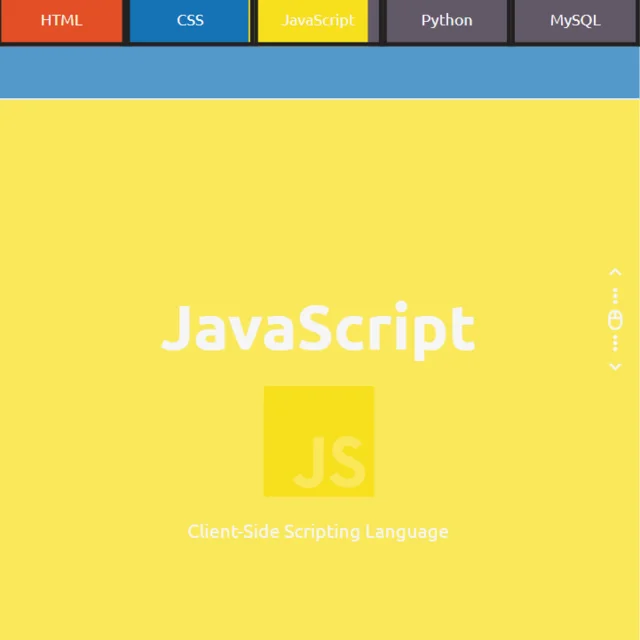 HTML
CSS
JavaScript
Python
MySQL
JavaScript
JS
Client-Side Scripting Language